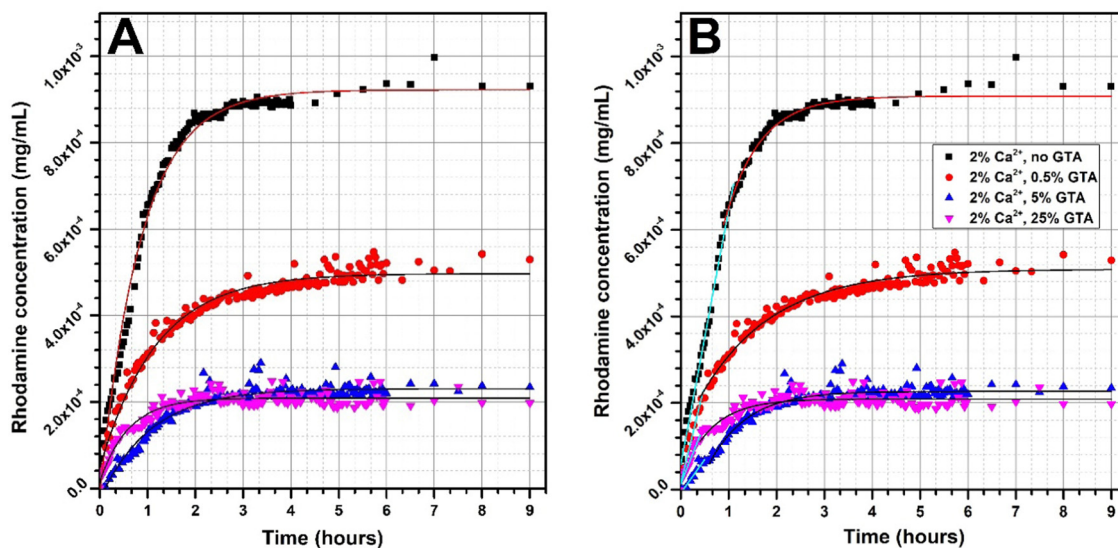 A
Rhodamine concentration (mg/mL)
1.0x10⁻³
8.0x10⁻⁴
6.0x10⁻⁴
4.0x10⁻⁴
2.0x10⁻⁴
0.0
0 1 2 3 4 5 6 7 8 9
Time (hours)
B
Rhodamine concentration (mg/mL)
1.0x10⁻³
8.0x10⁻⁴
6.0x10⁻⁴
4.0x10⁻⁴
2.0x10⁻⁴
0.0
2% Ca²⁺, no GTA
2% Ca²⁺, 0.5% GTA
2% Ca²⁺, 5% GTA
2% Ca²⁺, 25% GTA
0 1 2 3 4 5 6 7 8 9
Time (hours)